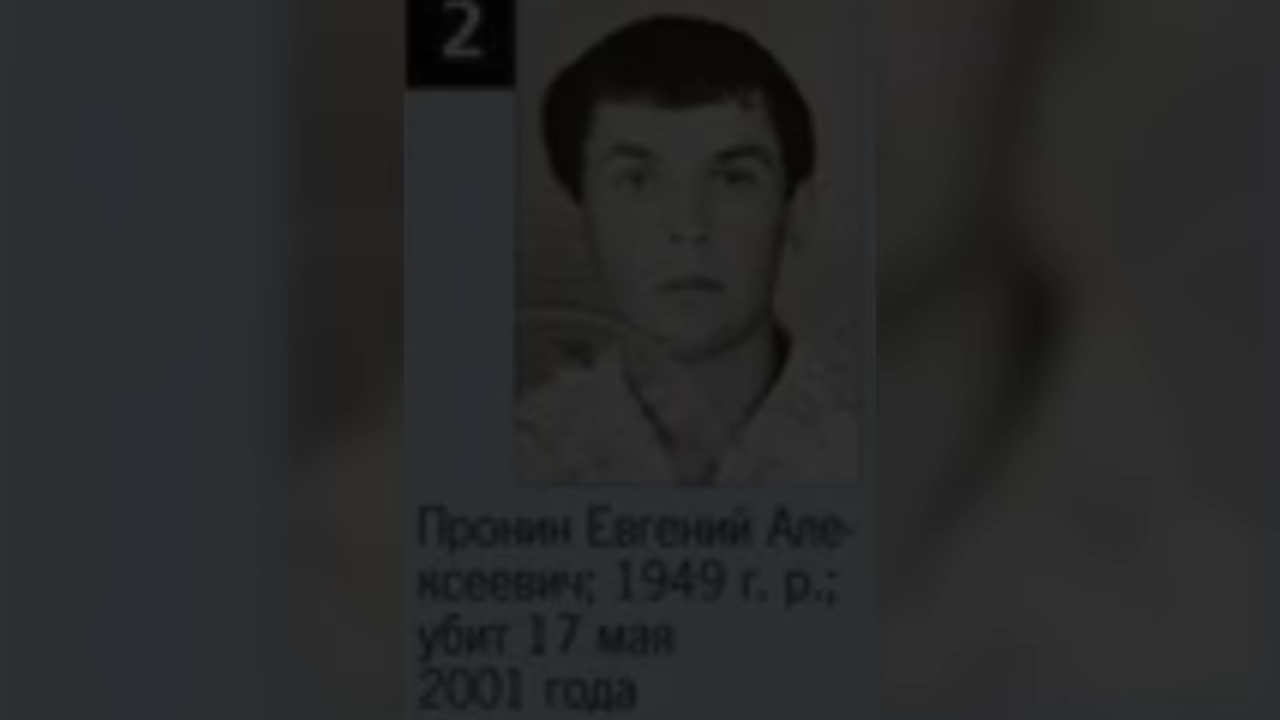 2
Пронин Евгений Але-
ксеевич; 1949 г. р.;
убит 17 мая
2001 года